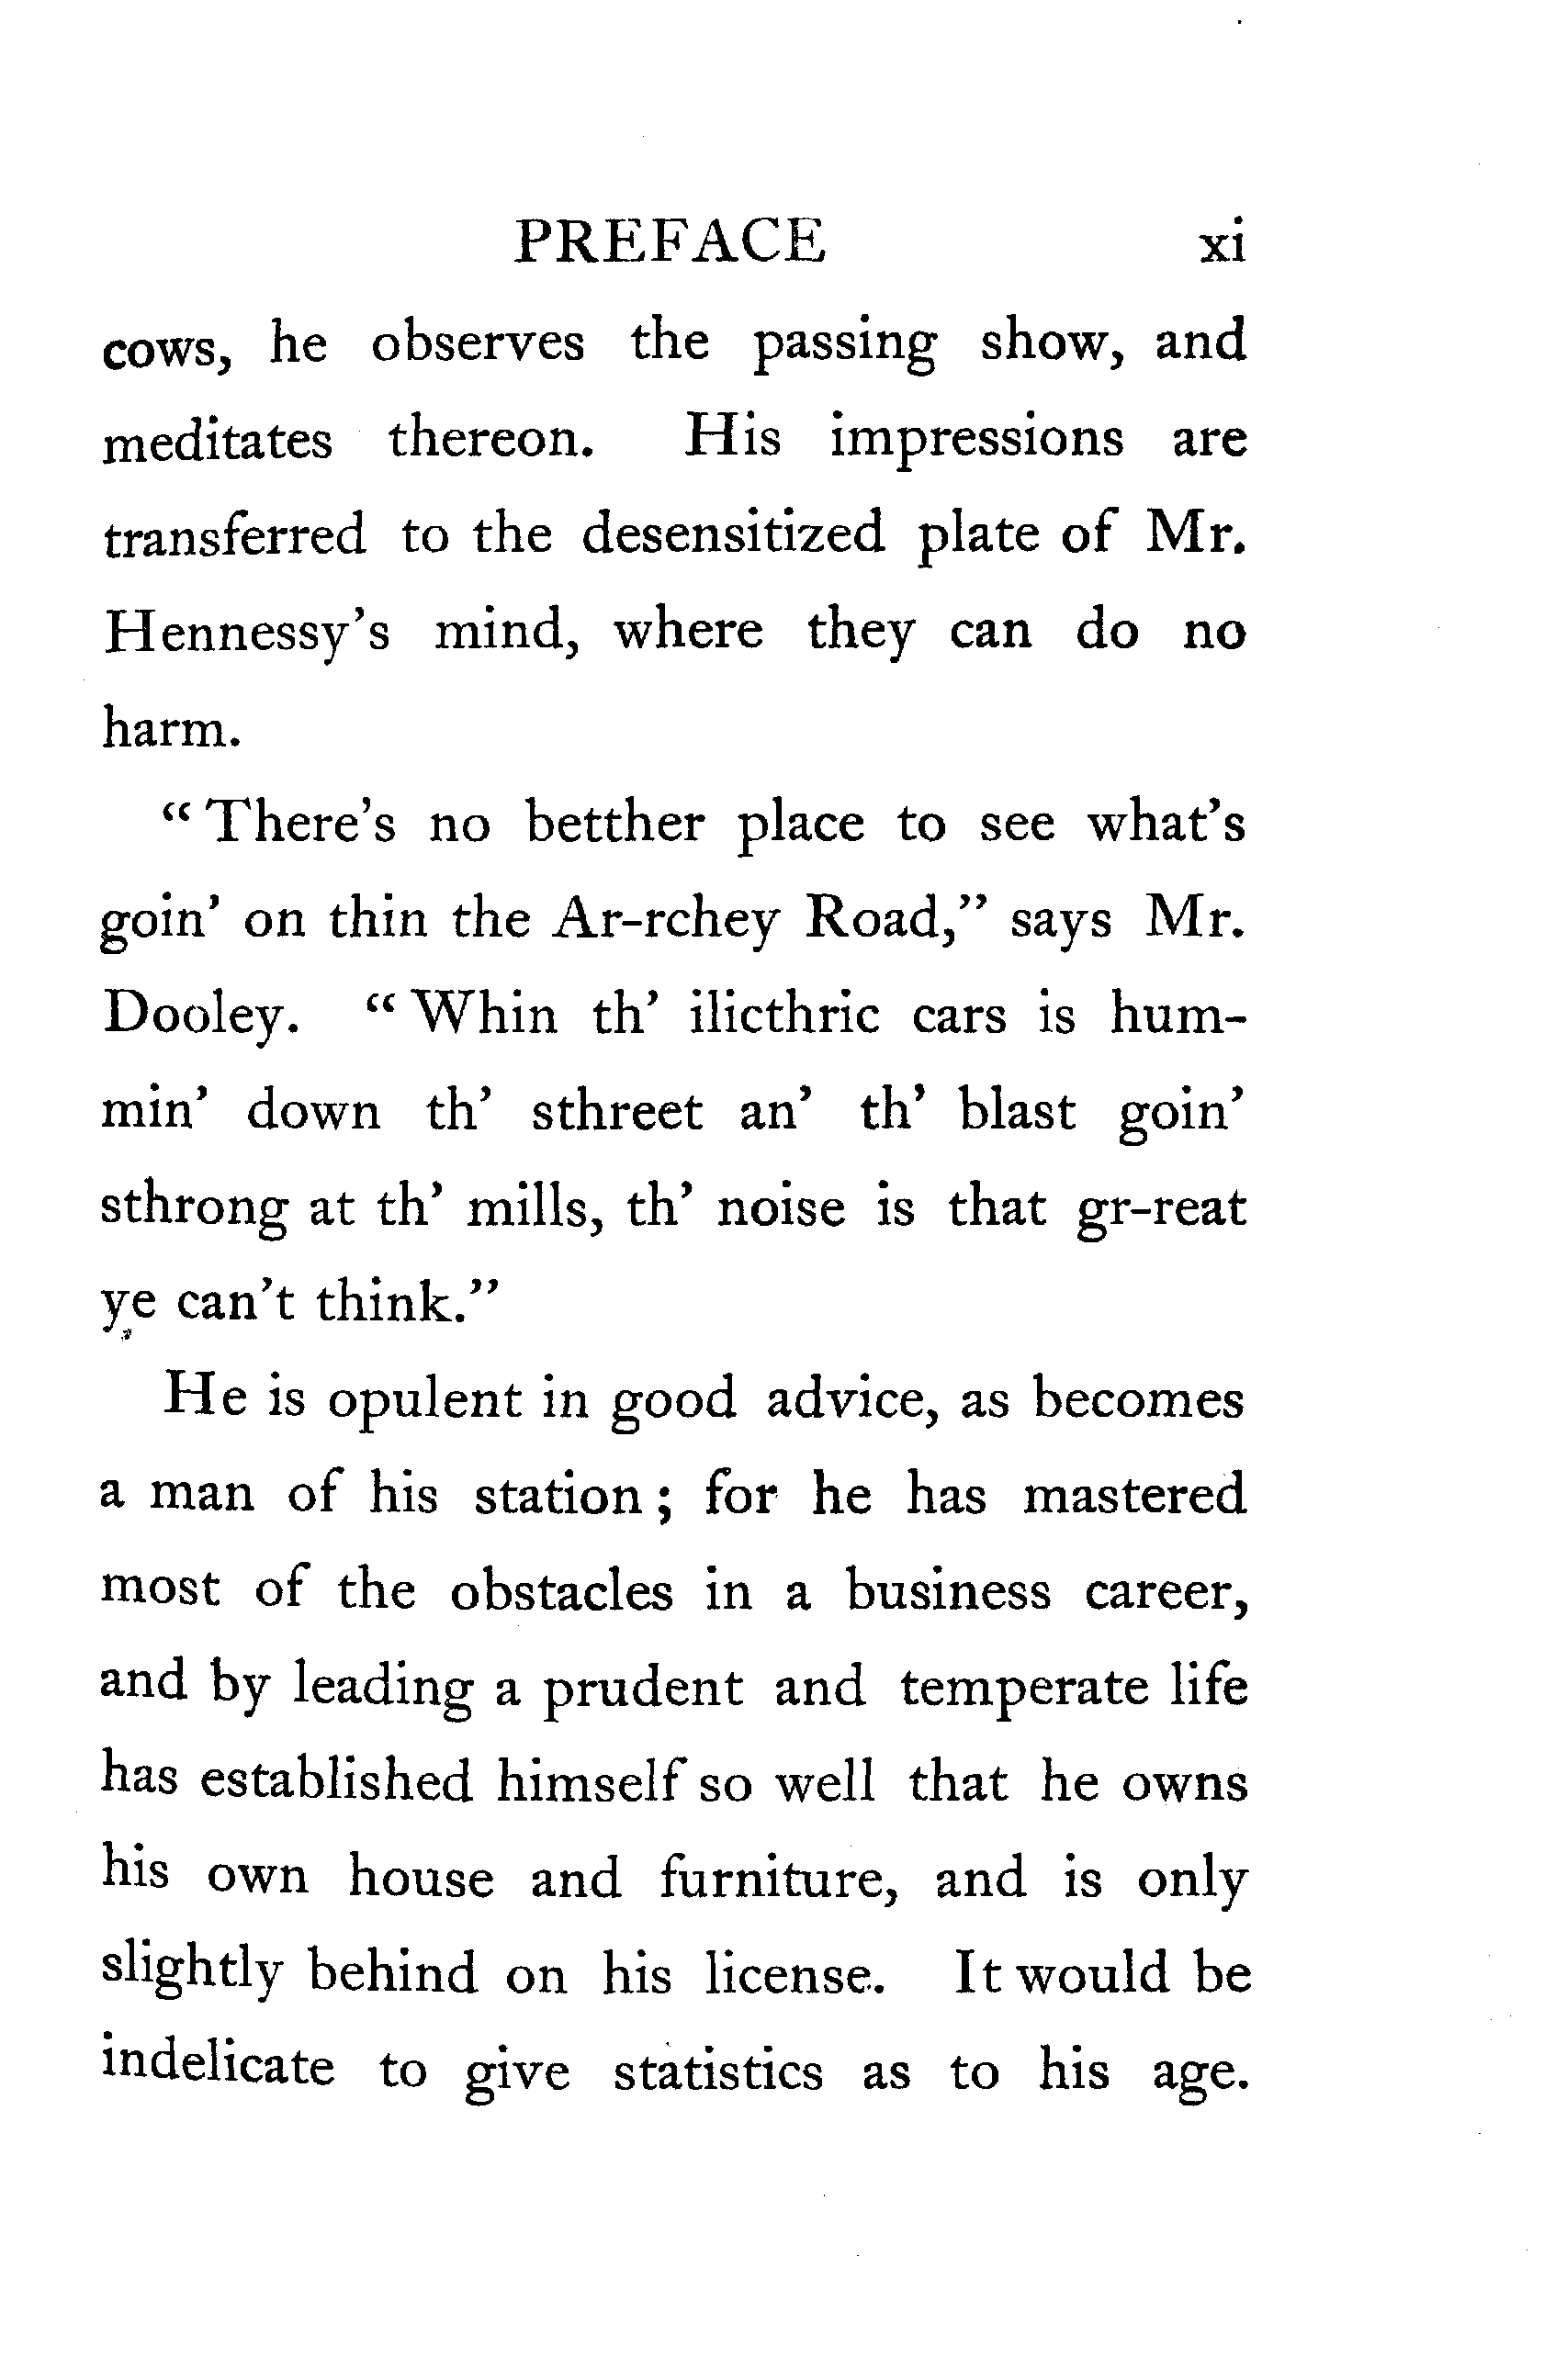 PREFACE xi
cows, he observes the passing show, and
meditates thereon. His impressions are
transferred to the desensitized plate of Mr.
Hennessy's mind, where they can do no
harm.
“There's no betther place to see what's
goin' on thin the Ar-rchey Road,” says Mr.
Dooley. “Whin th' ilicthric cars is hum-
min' down th' sthreet an' th' blast goin'
sthrong at th' mills, th' noise is that gr-reat
ye can't think.”
He is opulent in good advice, as becomes
a man of his station; for he has mastered
most of the obstacles in a business career,
and by leading a prudent and temperate life
has established himself so well that he owns
his own house and furniture, and is only
slightly behind on his license. It would be
indelicate to give statistics as to his age.